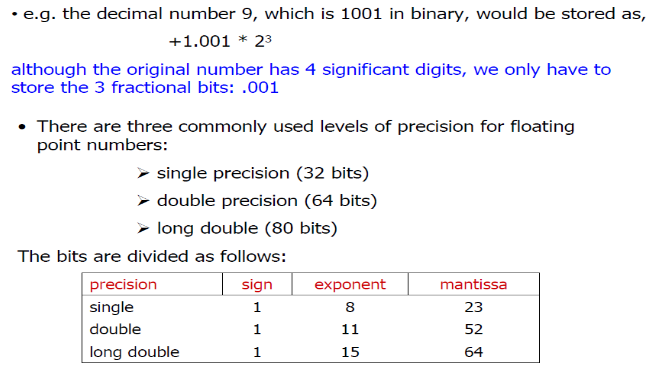 • e.g. the decimal number 9, which is 1001 in binary, would be stored as,
+1.001 * 2³
although the original number has 4 significant digits, we only have to
store the 3 fractional bits: .001
• There are three commonly used levels of precision for floating
point numbers:
➢ single precision (32 bits)
➢ double precision (64 bits)
➢ long double (80 bits)
The bits are divided as follows:
precision sign exponent mantissa
single 1 8 23
double 1 11 52
long double 1 15 64